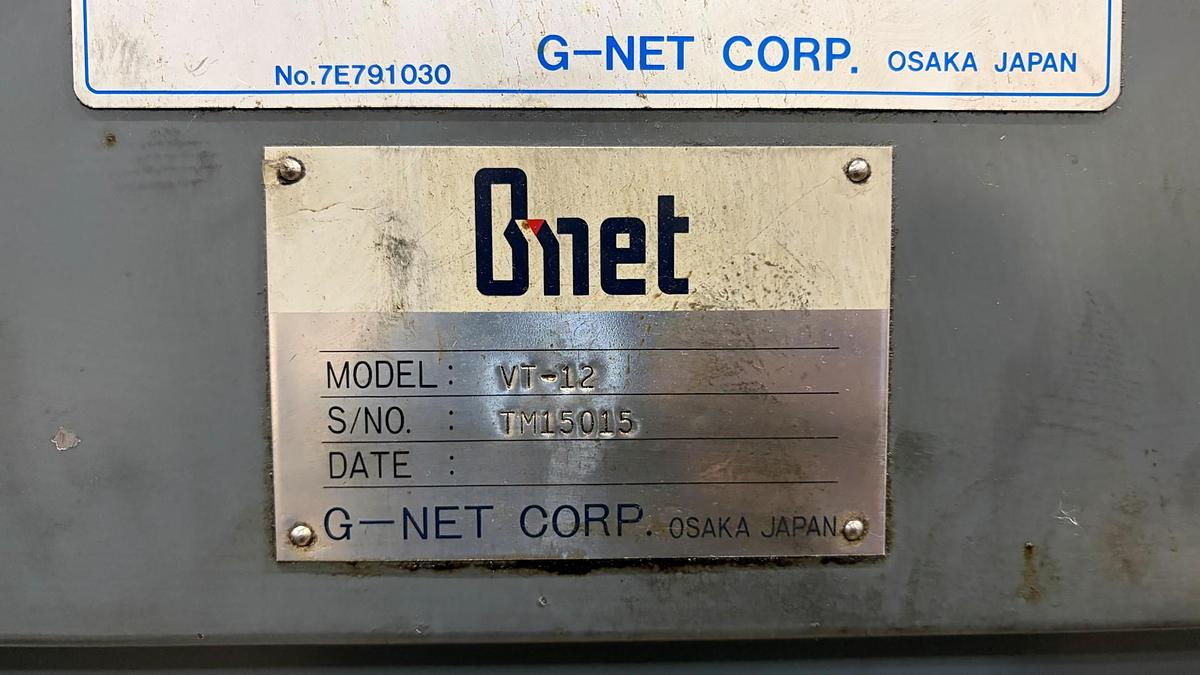 No.7E791030 G-NET CORP. OSAKA JAPAN
Gnet
MODEL: VT-12
S/NO. : TM15015
DATE :
G-NET CORP. OSAKA JAPAN